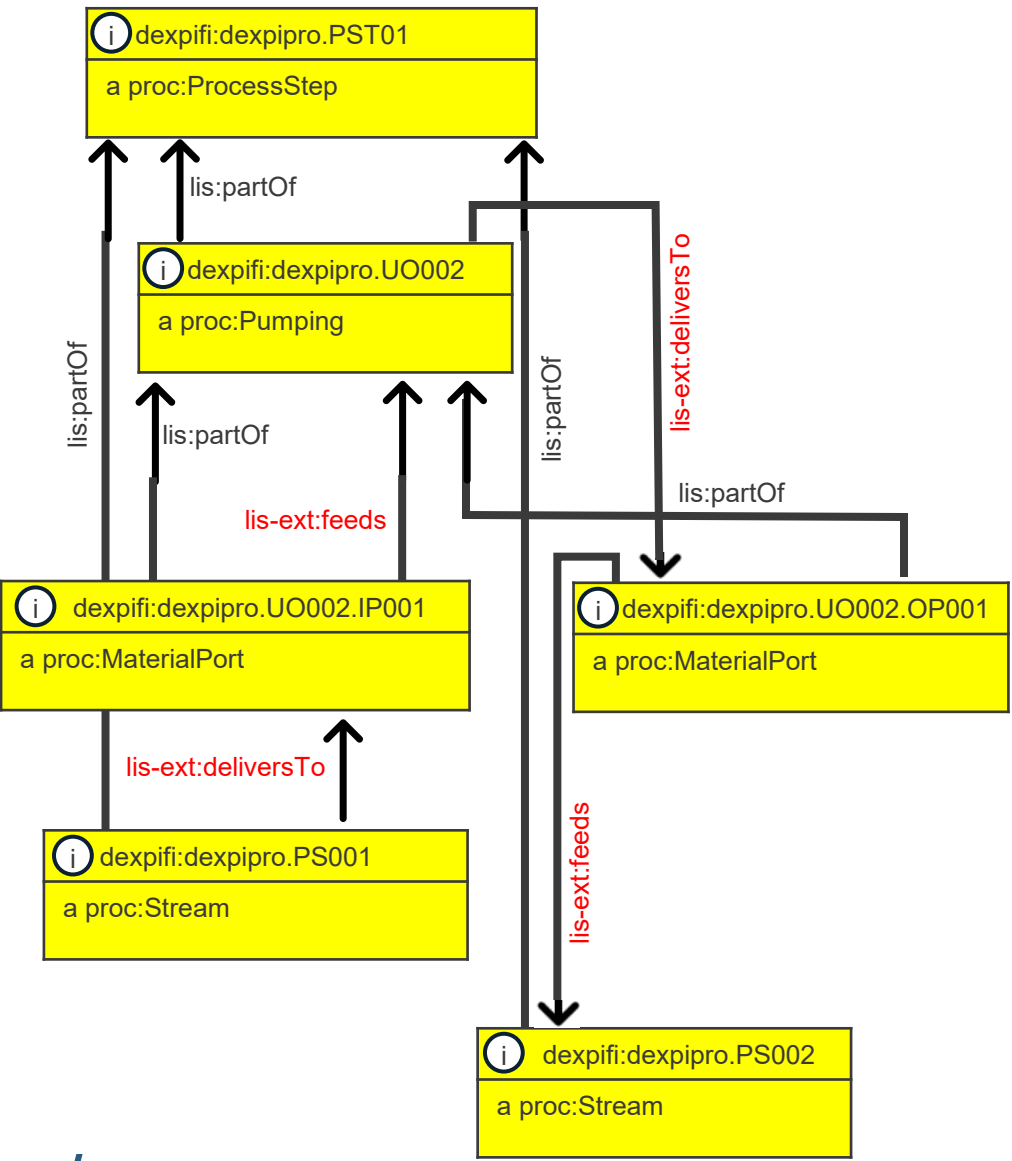 i dexpifi:dexpipro.PST01
a proc:ProcessStep
lis:partOf
i dexpifi:dexpipro.UO002
a proc:Pumping
lis-ext:deliversTo
lis:partOf
lis:partOf
lis:partOf
lis:partOf
lis-ext:feeds
i dexpifi:dexpipro.UO002.IP001
a proc:MaterialPort
i dexpifi:dexpipro.UO002.OP001
a proc:MaterialPort
lis-ext:deliversTo
i dexpifi:dexpipro.PS001
a proc:Stream
lis-ext:feeds
i dexpifi:dexpipro.PS002
a proc:Stream